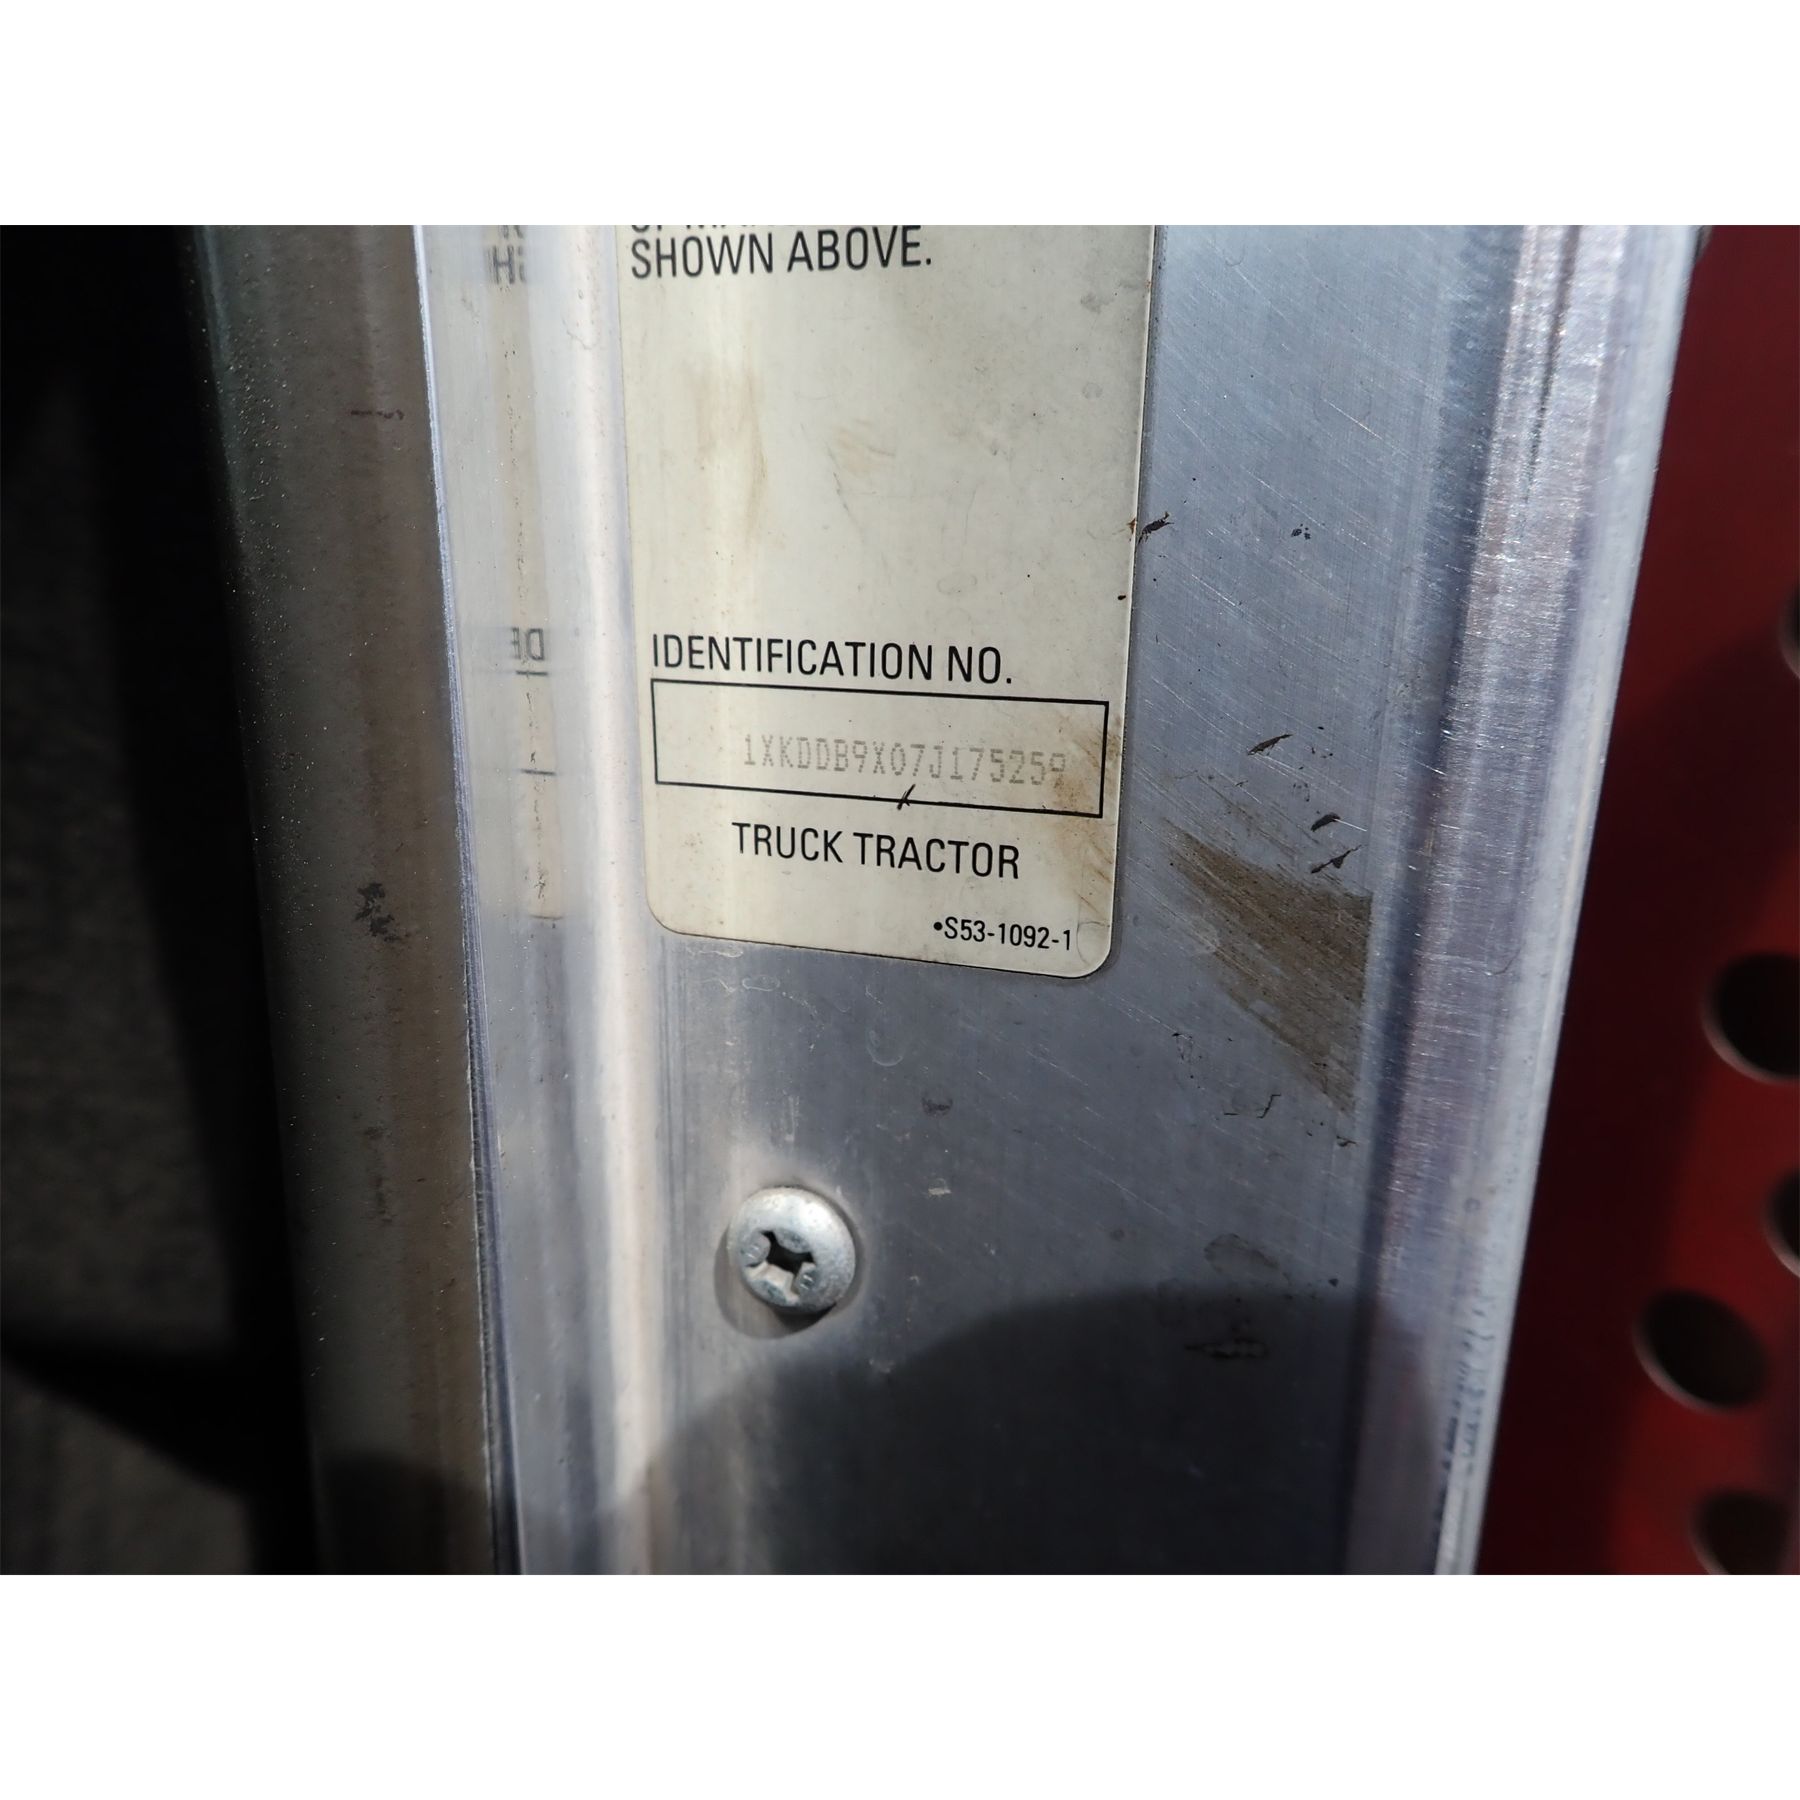 SHOWN ABOVE.
IDENTIFICATION NO.
1XKDDB9X07J175259
TRUCK TRACTOR
•S53-1092-1